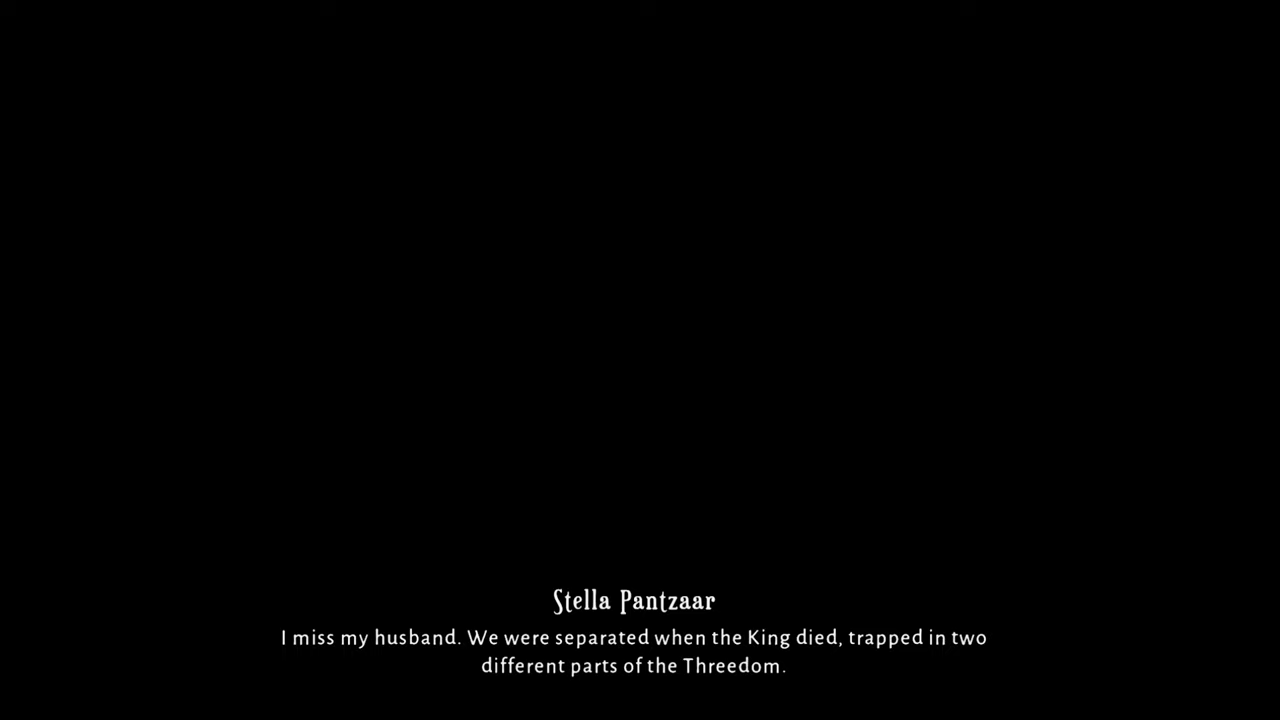 Stella Pantzaar
I miss my husband. We were separated when the King died, trapped in two
different parts of the Threedom.